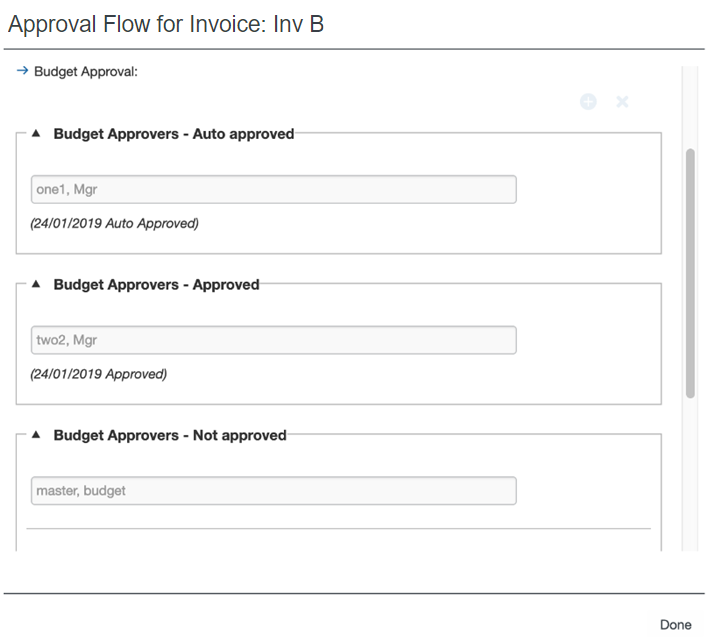 Approval Flow for Invoice: Inv B
→ Budget Approval:
▲ Budget Approvers - Auto approved
one1, Mgr
(24/01/2019 Auto Approved)
▲ Budget Approvers - Approved
two2, Mgr
(24/01/2019 Approved)
▲ Budget Approvers - Not approved
master, budget
Done